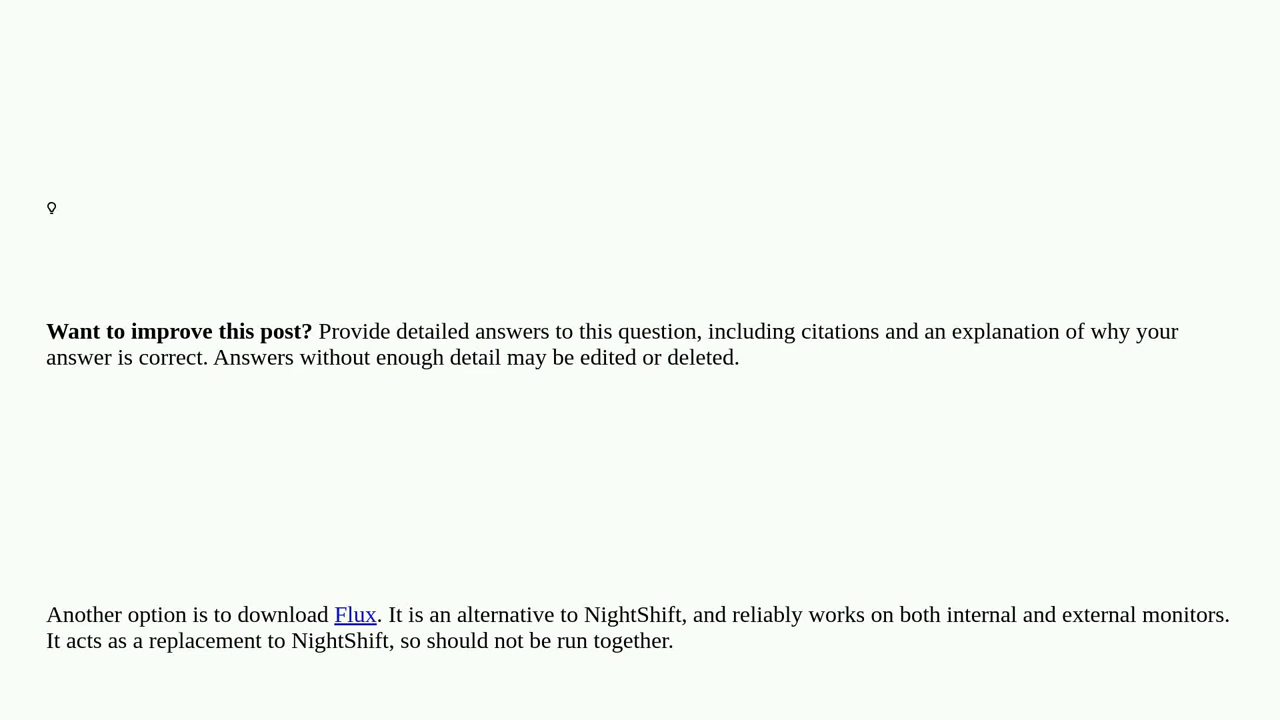 Want to improve this post? Provide detailed answers to this question, including citations and an explanation of why your
answer is correct. Answers without enough detail may be edited or deleted.
Another option is to download Flux. It is an alternative to NightShift, and reliably works on both internal and external monitors.
It acts as a replacement to NightShift, so should not be run together.